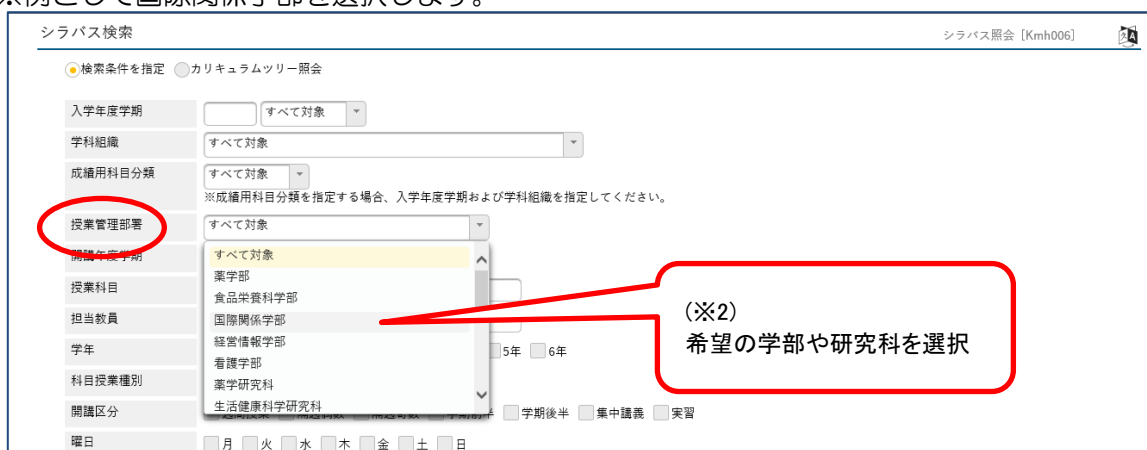 ※例として国際関係学部を選択します。
シラバス検索
シラバス照会 [Kmh006]
検索条件を指定 カリキュラムツリー照会
入学年度学期 すべて対象
学科組織 すべて対象
成績用科目分類 すべて対象
※成績用科目分類を指定する場合、入学年度学期および学科組織を指定してください。
授業管理部署 すべて対象
開講年度学期
すべて対象
薬学部
食品栄養科学部
国際関係学部
経営情報学部
看護学部
薬学研究科
生活健康科学研究科
授業科目
担当教員
学年 5年 6年
科目授業種別
開講区分 学期後半 集中講義 実習
曜日 月 火 水 木 金 土 日
(※2)
希望の学部や研究科を選択